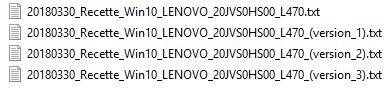 20180330_Recette_Win10_LENOVO_20JVS0HS00_L470.txt
20180330_Recette_Win10_LENOVO_20JVS0HS00_L470_(version_1).txt
20180330_Recette_Win10_LENOVO_20JVS0HS00_L470_(version_2).txt
20180330_Recette_Win10_LENOVO_20JVS0HS00_L470_(version_3).txt